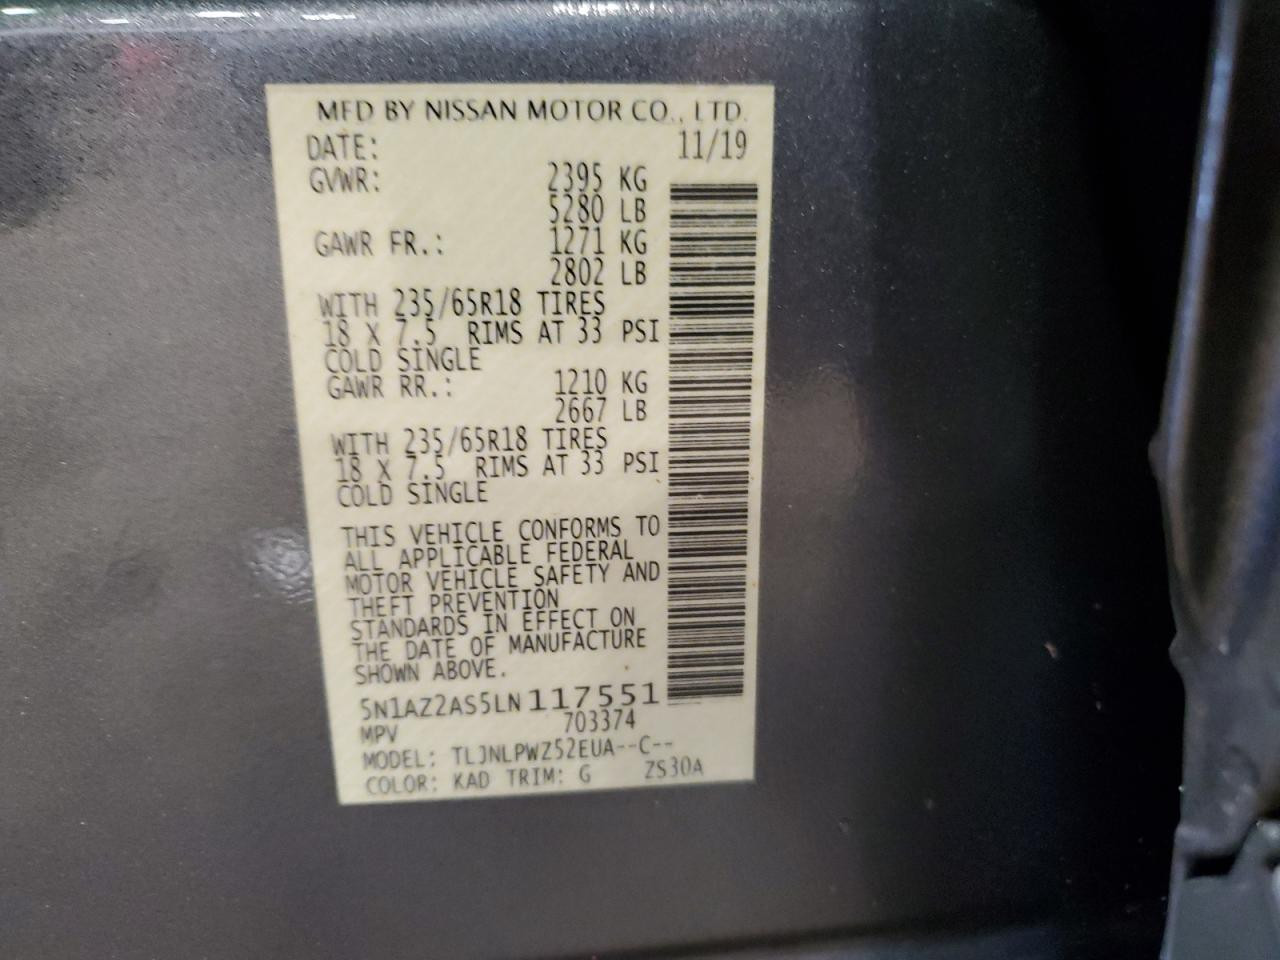 MFD BY NISSAN MOTOR CO., LTD.
DATE: 11/19
GVWR: 2395 KG
5280 LB
GAWR FR.: 1271 KG
2802 LB
WITH 235/65R18 TIRES
18 X 7.5 RIMS AT 33 PSI
COLD SINGLE
GAWR RR.: 1210 KG
2667 LB
WITH 235/65R18 TIRES
18 X 7.5 RIMS AT 33 PSI
COLD SINGLE
THIS VEHICLE CONFORMS TO
ALL APPLICABLE FEDERAL
MOTOR VEHICLE SAFETY AND
THEFT PREVENTION
STANDARDS IN EFFECT ON
THE DATE OF MANUFACTURE
SHOWN ABOVE.
5N1AZ2AS5LN117551
MPV 703374
MODEL: TLJNLPWZ52EUA--C--
COLOR: KAD TRIM: G ZS30A